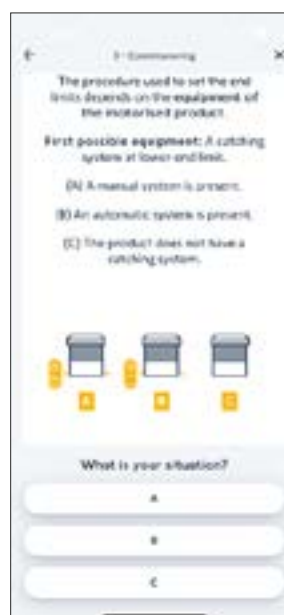 3 - Commissioning
The procedure used to set the end
limits depends on the equipment of
the motorised product.
First possible equipment: A catching
system at lower end limit.
(A) A manual system is present.
(B) An automatic system is present.
(C) The product does not have a
catching system.
A B C
What is your situation?
A
B
C